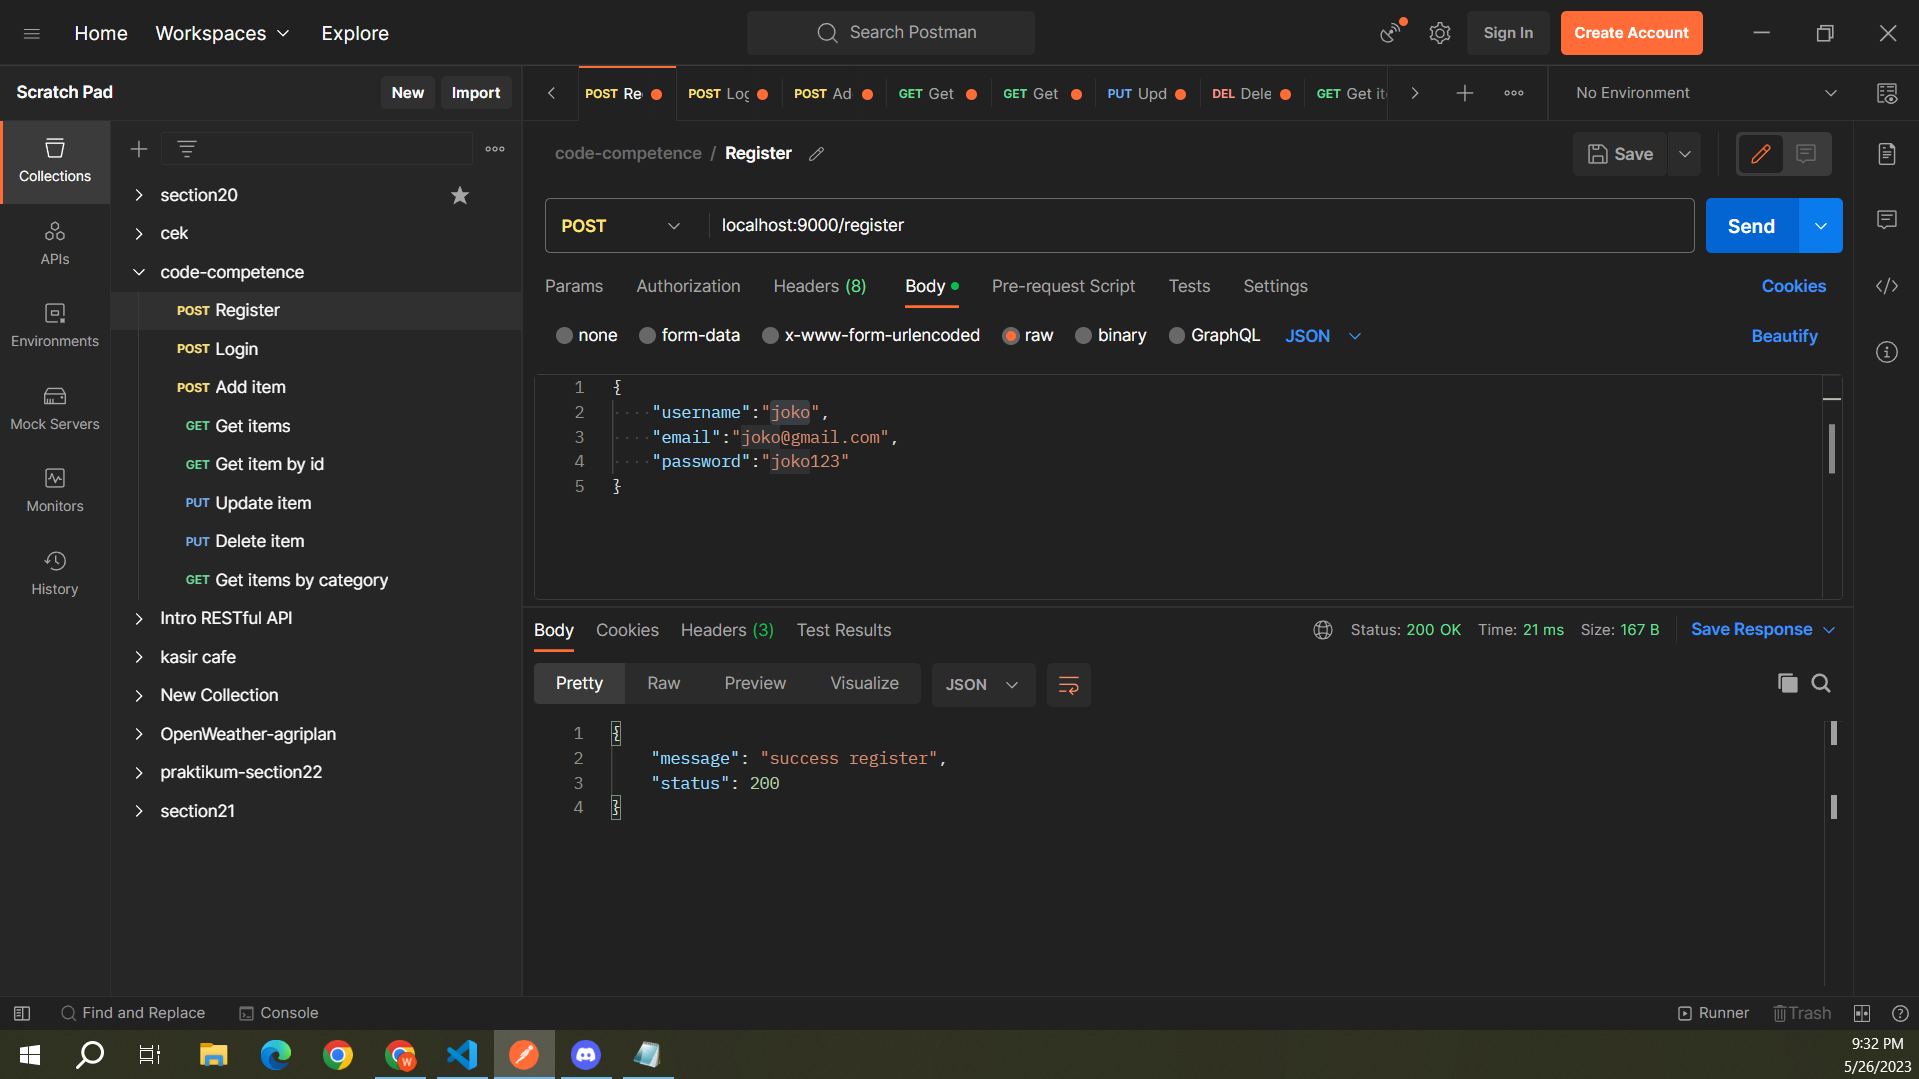 Home Workspaces Explore Search Postman Sign In Create Account
Scratch Pad New Import
POST Re POST Log POST Ad GET Get GET Get PUT Upd DEL Dele GET Get it No Environment
Collections
APIs
Environments
Mock Servers
Monitors
History
section20
cek
code-competence
POST Register
POST Login
POST Add item
GET Get items
GET Get item by id
PUT Update item
PUT Delete item
GET Get items by category
Intro RESTful API
kasir cafe
New Collection
OpenWeather-agriplan
praktikum-section22
section21
code-competence / Register Save
POST localhost:9000/register Send
Params Authorization Headers (8) Body Pre-request Script Tests Settings Cookies
none form-data x-www-form-urlencoded raw binary GraphQL JSON Beautify
1 {
2 ····"username":"joko",
3 ····"email":"joko@gmail.com",
4 ····"password":"joko123"
5 }
Body Cookies Headers (3) Test Results Status: 200 OK Time: 21 ms Size: 167 B Save Response
Pretty Raw Preview Visualize JSON
1 {
2 "message": "success register",
3 "status": 200
4 }
Find and Replace Console Runner Trash
W
9:32 PM
5/26/2023